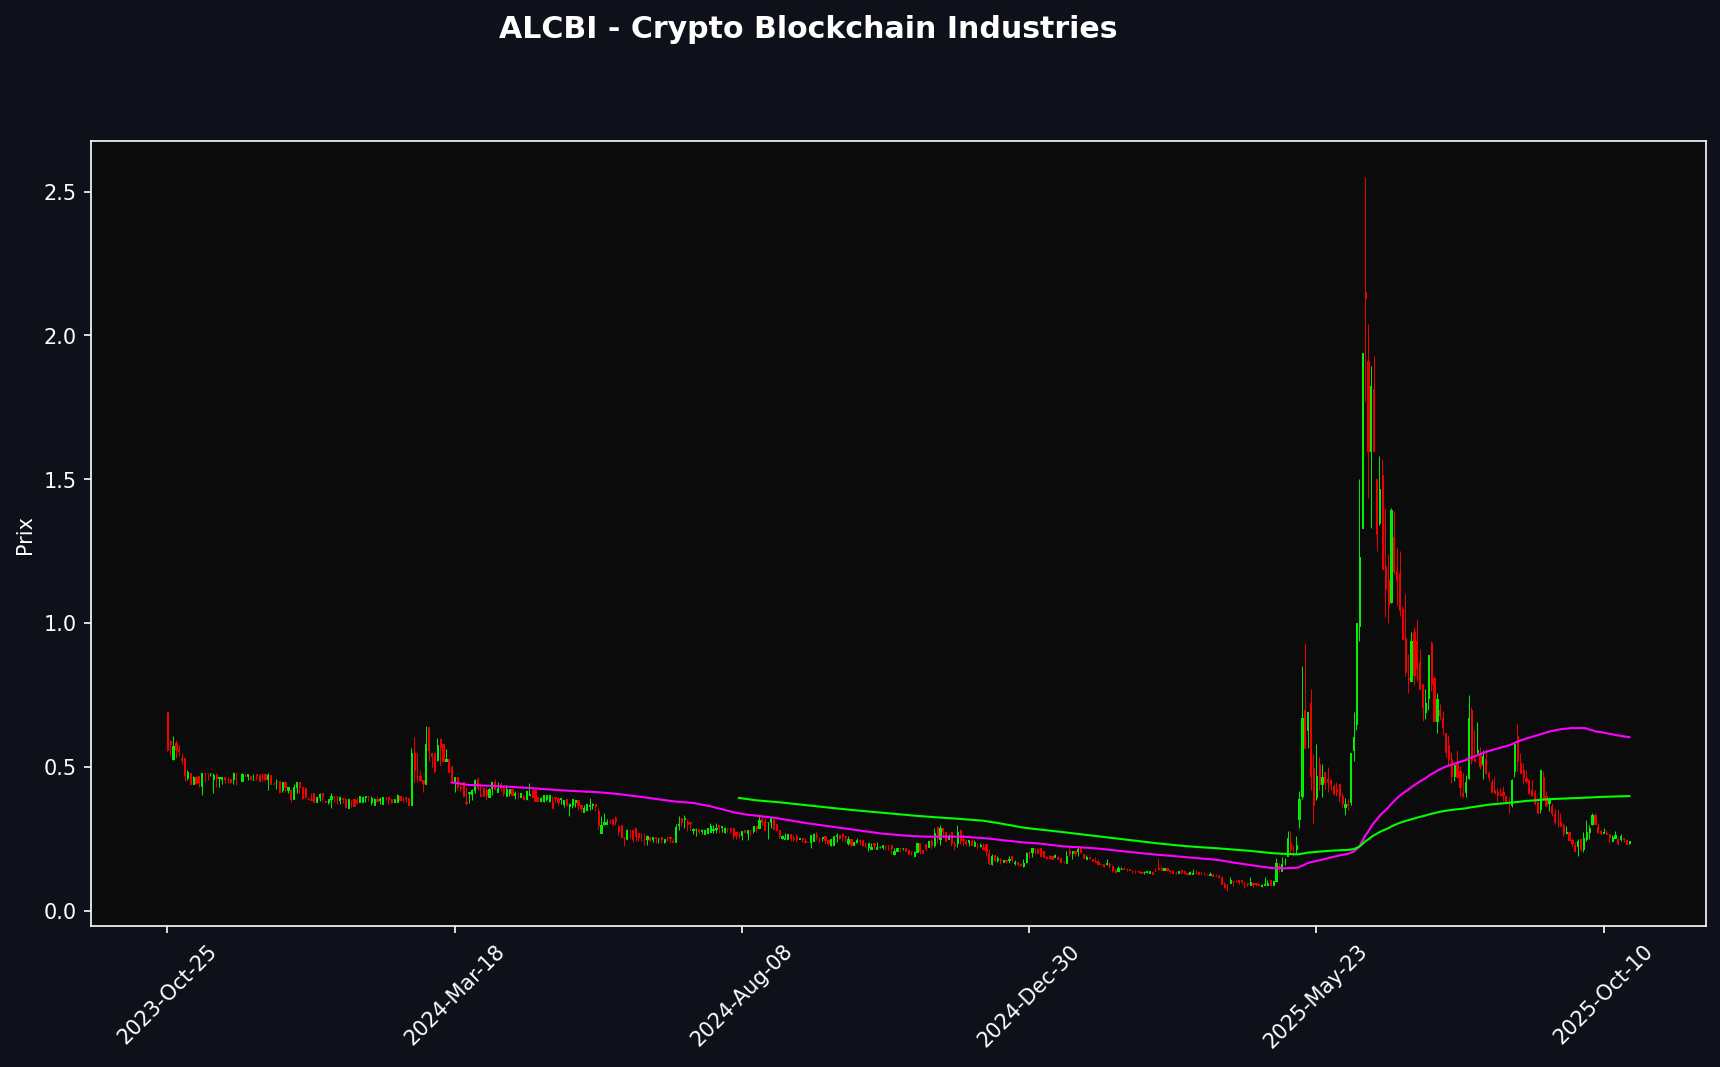 ALCBI - Crypto Blockchain Industries
2.5
2.0
1.5
1.0
0.5
0.0
Prix
2023-Oct-25
2024-Mar-18
2024-Aug-08
2024-Dec-30
2025-May-23
2025-Oct-10